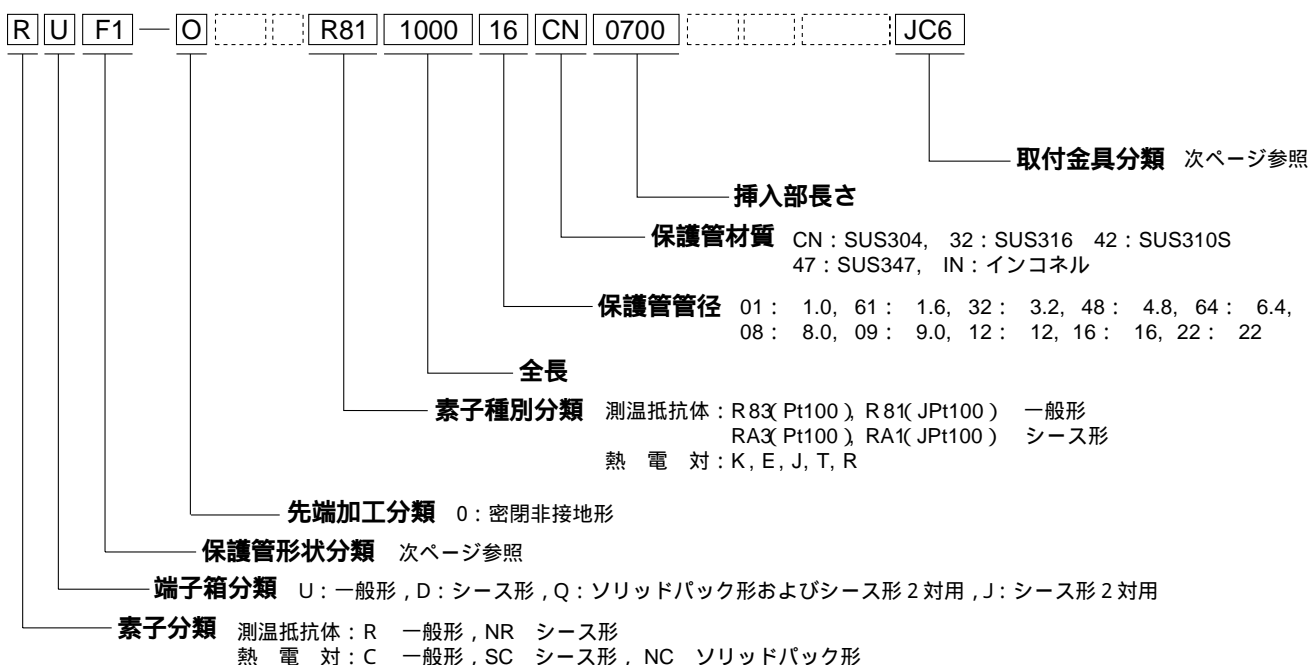 R U F1 — O R81 1000 16 CN 0700 JC6
取付金具分類 次ページ参照
挿入部長さ
保護管材質 CN：SUS304, 32：SUS316 42：SUS310S
47：SUS347, IN：インコネル
保護管管径 01： 1.0, 61： 1.6, 32： 3.2, 48： 4.8, 64： 6.4,
08： 8.0, 09： 9.0, 12： 12, 16： 16, 22： 22
全長
素子種別分類 測温抵抗体：R83(Pt100), R81(JPt100) 一般形
RA3(Pt100), RA1(JPt100) シース形
熱 電 対：K, E, J, T, R
先端加工分類 0：密閉非接地形
保護管形状分類 次ページ参照
端子箱分類 U：一般形，D：シース形，Q：ソリッドパック形およびシース形2対用，J：シース形2対用
素子分類 測温抵抗体：R 一般形，NR シース形
熱 電 対：C 一般形，SC シース形，NC ソリッドパック形